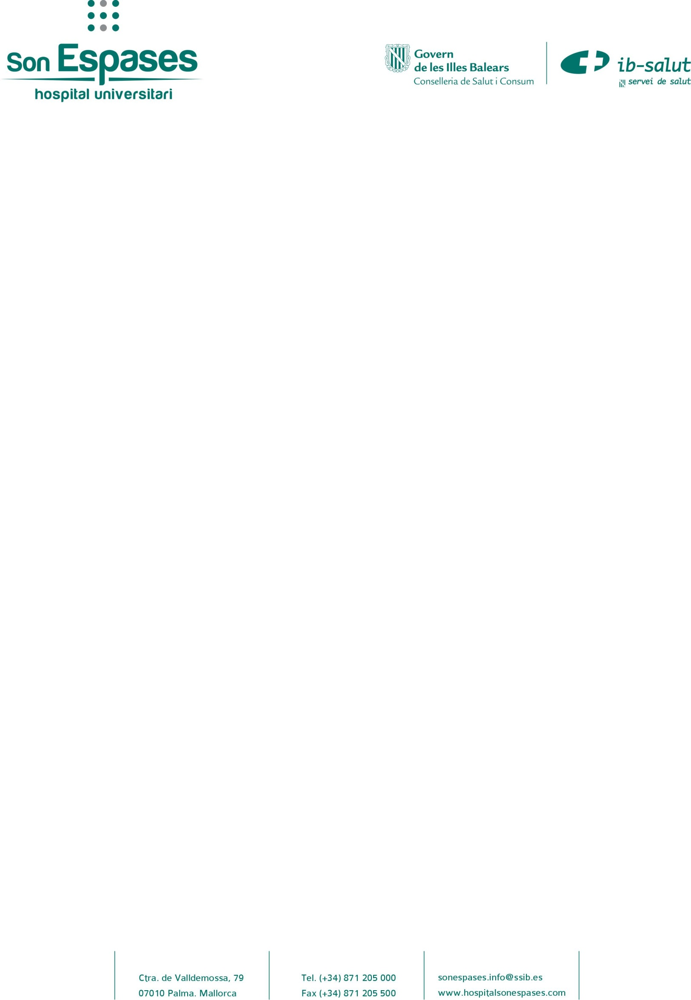 Son Espases
hospital universitari
Govern
de les Illes Balears
Conselleria de Salut i Consum
ib-salut
servei de salut
Ctra. de Valldemossa, 79
07010 Palma. Mallorca
Tel. (+34) 871 205 000
Fax (+34) 871 205 500
sonespases.info@ssib.es
www.hospitalsonespases.com